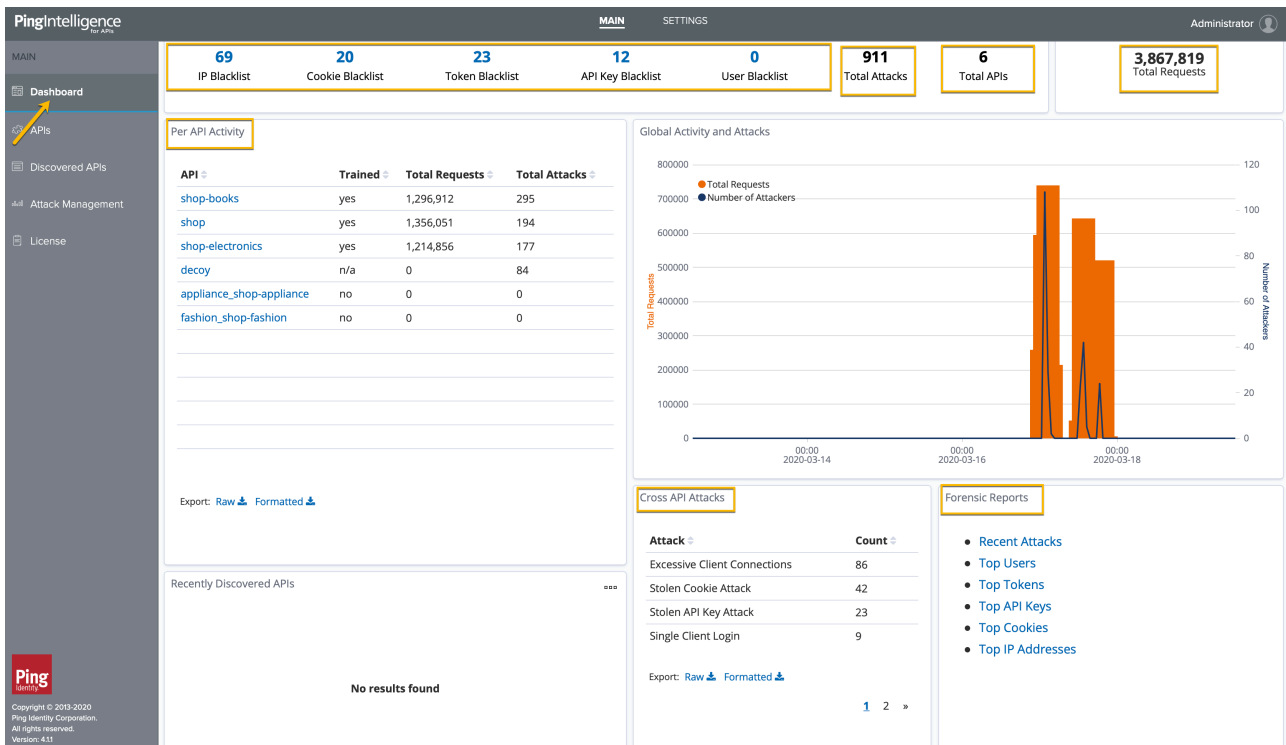 PingIntelligence
for APIs
MAIN SETTINGS
Administrator
MAIN
Dashboard
APIs
Discovered APIs
Attack Management
License
69 20 23 12 0 911 6 3,867,819
IP Blacklist Cookie Blacklist Token Blacklist API Key Blacklist User Blacklist Total Attacks Total APIs Total Requests
Per API Activity
API Trained Total Requests Total Attacks
shop-books yes 1,296,912 295
shop yes 1,356,051 194
shop-electronics yes 1,214,856 177
decoy n/a 0 84
appliance_shop-appliance no 0 0
fashion_shop-fashion no 0 0
Export: Raw Formatted
Global Activity and Attacks
Total Requests
Number of Attackers
800000
700000
600000
500000
400000
300000
200000
100000
0
Total Requests
120
100
80
60
40
20
0
Number of Attackers
00:00 00:00 00:00
2020-03-14 2020-03-16 2020-03-18
Recently Discovered APIs
No results found
Cross API Attacks
Attack Count
Excessive Client Connections 86
Stolen Cookie Attack 42
Stolen API Key Attack 23
Single Client Login 9
Export: Raw Formatted
1 2 »
Forensic Reports
Recent Attacks
Top Users
Top Tokens
Top API Keys
Top Cookies
Top IP Addresses
Ping
Identity
Copyright © 2013-2020
Ping Identity Corporation.
All rights reserved.
Version: 4.1.1